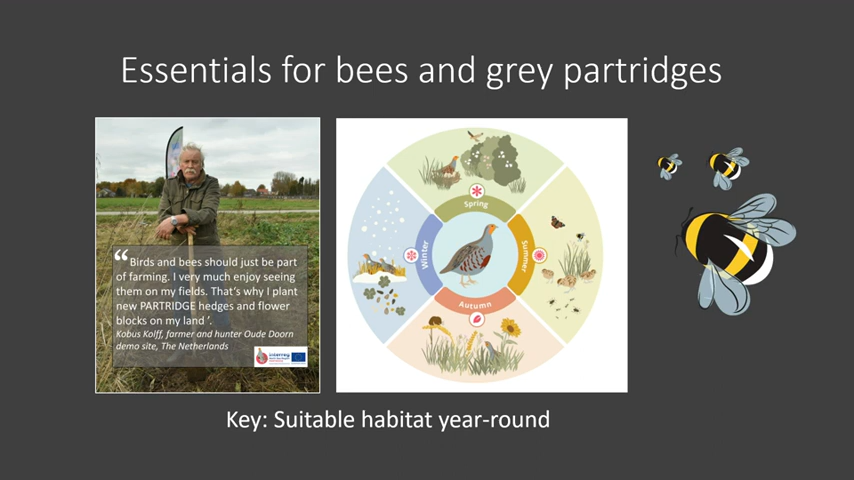 Essentials for bees and grey partridges
“Birds and bees should just be part
of farming. I very much enjoy seeing
them on my fields. That's why I plant
new PARTRIDGE hedges and flower
blocks on my land'.
Kobus Kolff, farmer and hunter Oude Doorn
demo site, The Netherlands
Interreg
Spring
Summer
Autumn
Winter
Key: Suitable habitat year-round